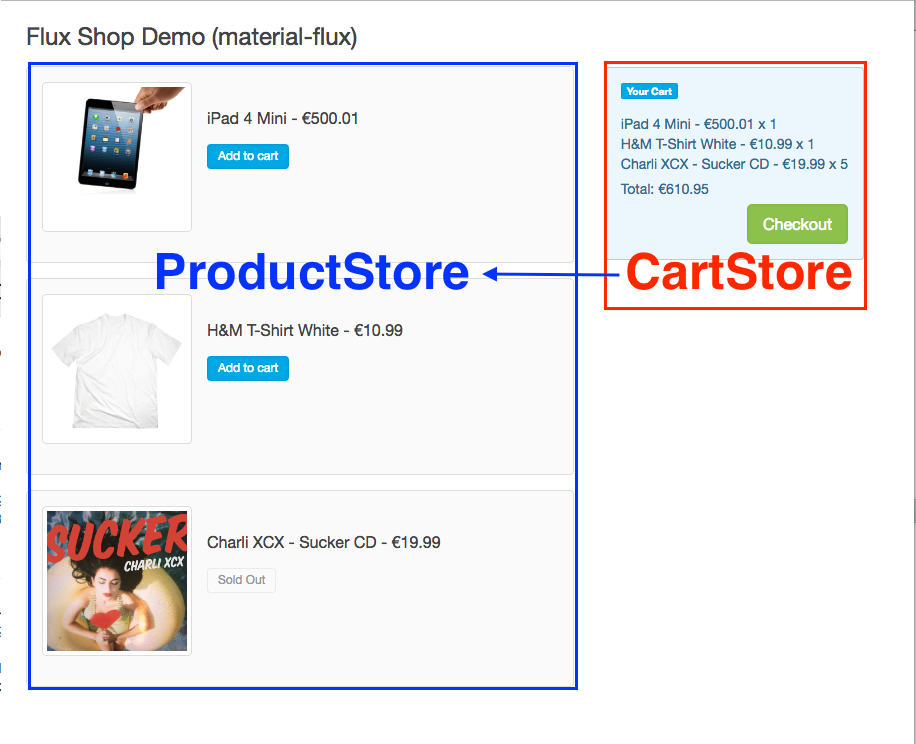 Flux Shop Demo (material-flux)
iPad 4 Mini - €500.01
Add to cart
Your Cart
iPad 4 Mini - €500.01 x 1
H&M T-Shirt White - €10.99 x 1
Charli XCX - Sucker CD - €19.99 x 5
Total: €610.95
Checkout
ProductStore
CartStore
H&M T-Shirt White - €10.99
Add to cart
SUCKER
CHARLI XCX
Charli XCX - Sucker CD - €19.99
Sold Out